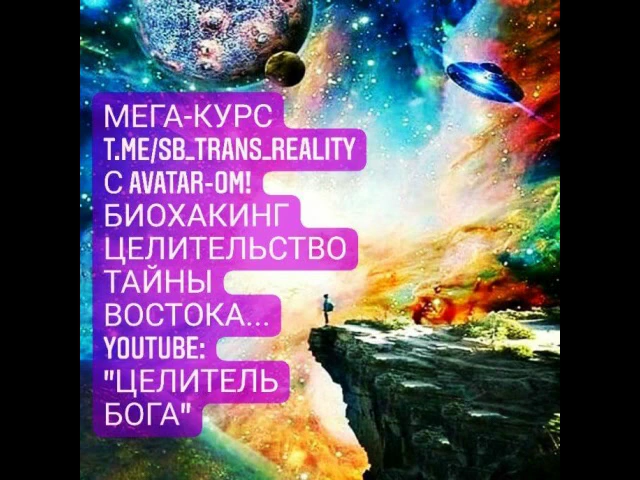 МЕГА-КУРС
T.ME/SB_TRANS_REALITY
С AVATAR-OM!
БИОХАКИНГ
ЦЕЛИТЕЛЬСТВО
ТАЙНЫ
ВОСТОКА...
YOUTUBE:
"ЦЕЛИТЕЛЬ
БОГА"